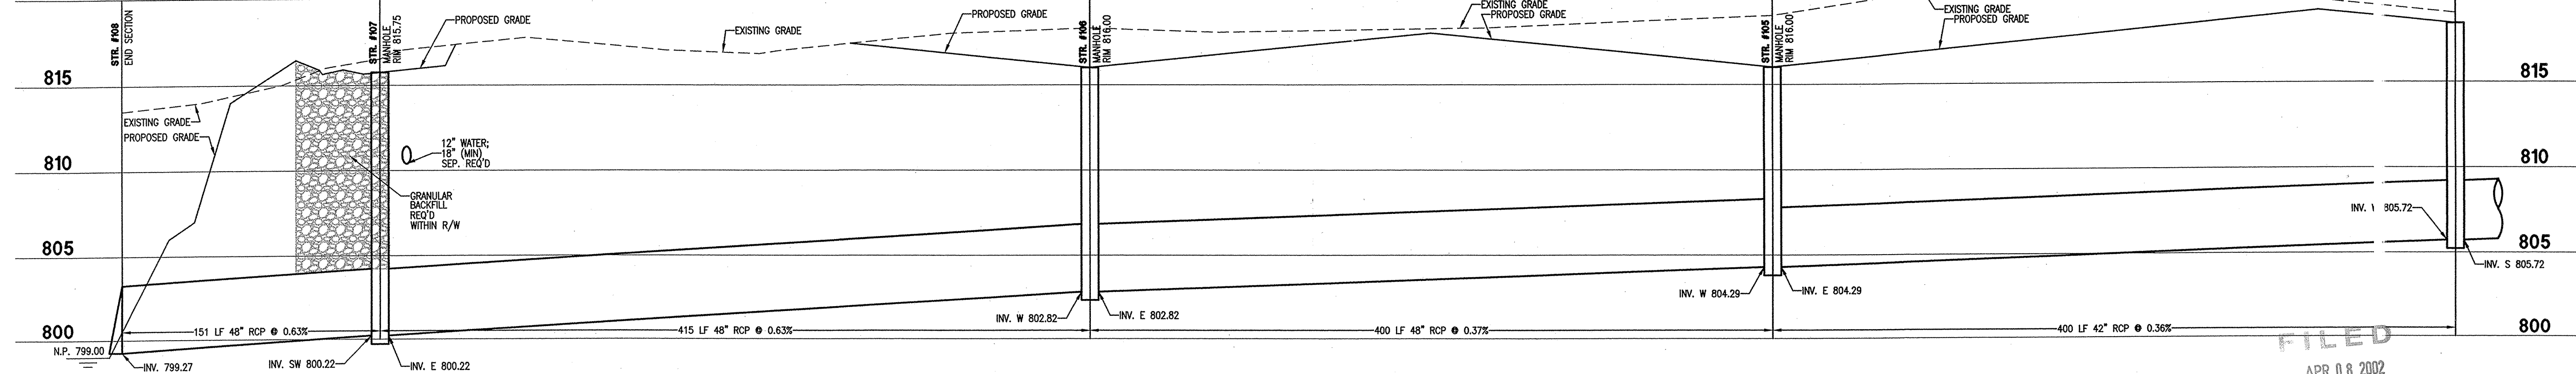 STR. #108
END SECTION
STR. #107
MANHOLE
RIM 815.75
PROPOSED GRADE
EXISTING GRADE
PROPOSED GRADE
STR. #106
MANHOLE
RIM 816.00
EXISTING GRADE
PROPOSED GRADE
STR. #105
MANHOLE
RIM 816.00
EXISTING GRADE
PROPOSED GRADE
815
815
EXISTING GRADE
PROPOSED GRADE
12" WATER;
18" (MIN)
SEP. REQ'D
810
810
GRANULAR
BACKFILL
REQ'D
WITHIN R/W
805
805
INV. 805.72
INV. S 805.72
INV. W 804.29
INV. E 804.29
INV. W 802.82
INV. E 802.82
800
151 LF 48" RCP @ 0.63%
415 LF 48" RCP @ 0.63%
400 LF 48" RCP @ 0.37%
400 LF 42" RCP @ 0.36%
800
N.P. 799.00
INV. 799.27
INV. SW 800.22
INV. E 800.22
FILED
APR 08 2002